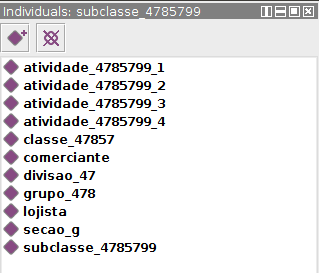 Individuals: subclasse_4785799
atividade_4785799_1
atividade_4785799_2
atividade_4785799_3
atividade_4785799_4
classe_47857
comerciante
divisao_47
grupo_478
lojista
secao_g
subclasse_4785799